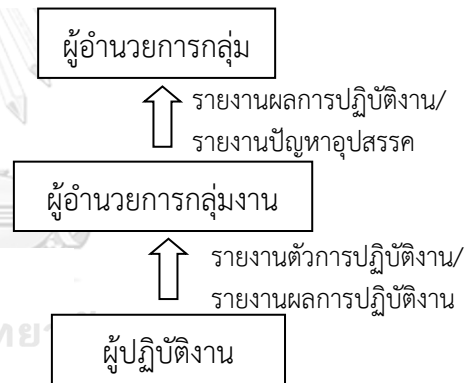 ผู้อำนวยการกลุ่ม
รายงานผลการปฏิบัติงาน/
รายงานปัญหาอุปสรรค
ผู้อำนวยการกลุ่มงาน
รายงานตัวการปฏิบัติงาน/
รายงานผลการปฏิบัติงาน
ผู้ปฏิบัติงาน